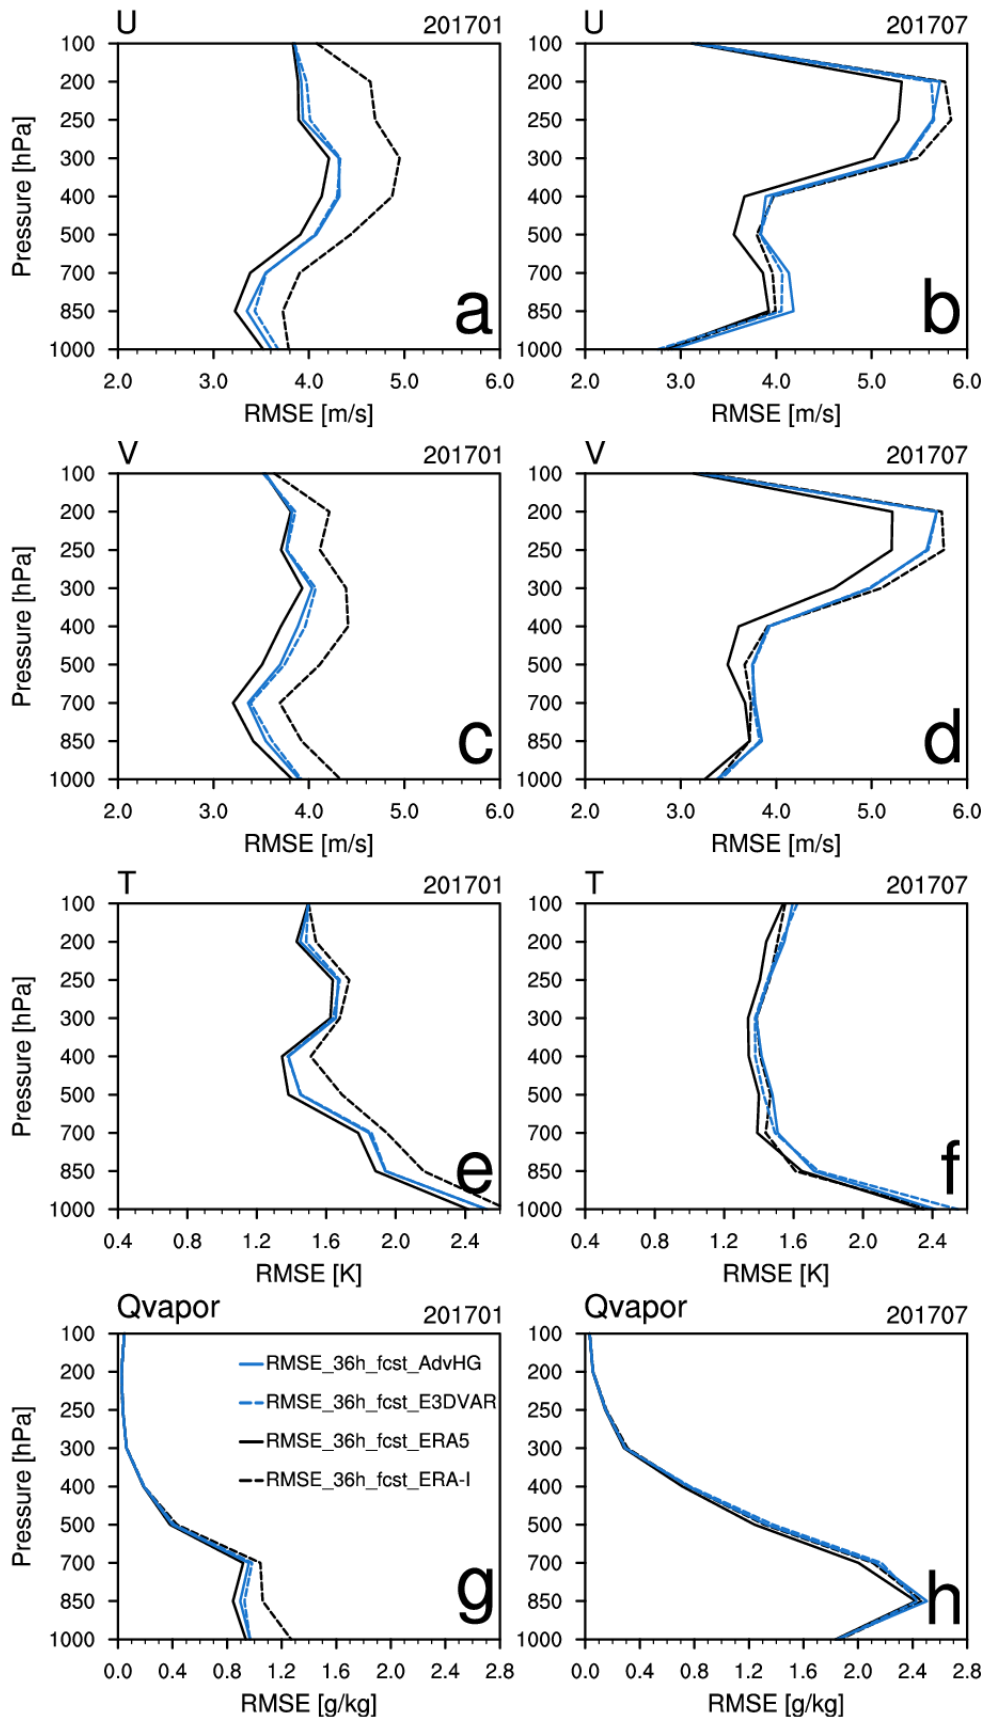 U 201701
100
200
250
300
400
500
700
850
1000
Pressure [hPa]
a
2.0 3.0 4.0 5.0 6.0
RMSE [m/s]
U 201707
100
200
250
300
400
500
700
850
1000
Pressure [hPa]
b
2.0 3.0 4.0 5.0 6.0
RMSE [m/s]
V 201701
100
200
250
300
400
500
700
850
1000
Pressure [hPa]
c
2.0 3.0 4.0 5.0 6.0
RMSE [m/s]
V 201707
100
200
250
300
400
500
700
850
1000
Pressure [hPa]
d
2.0 3.0 4.0 5.0 6.0
RMSE [m/s]
T 201701
100
200
250
300
400
500
700
850
1000
Pressure [hPa]
e
0.4 0.8 1.2 1.6 2.0 2.4
RMSE [K]
T 201707
100
200
250
300
400
500
700
850
1000
Pressure [hPa]
f
0.4 0.8 1.2 1.6 2.0 2.4
RMSE [K]
Qvapor 201701
100
200
250
300
400
500
700
850
1000
Pressure [hPa]
RMSE_36h_fcst_AdvHG
RMSE_36h_fcst_E3DVAR
RMSE_36h_fcst_ERA5
RMSE_36h_fcst_ERA-I
g
0.0 0.4 0.8 1.2 1.6 2.0 2.4 2.8
RMSE [g/kg]
Qvapor 201707
100
200
250
300
400
500
700
850
1000
Pressure [hPa]
h
0.0 0.4 0.8 1.2 1.6 2.0 2.4 2.8
RMSE [g/kg]